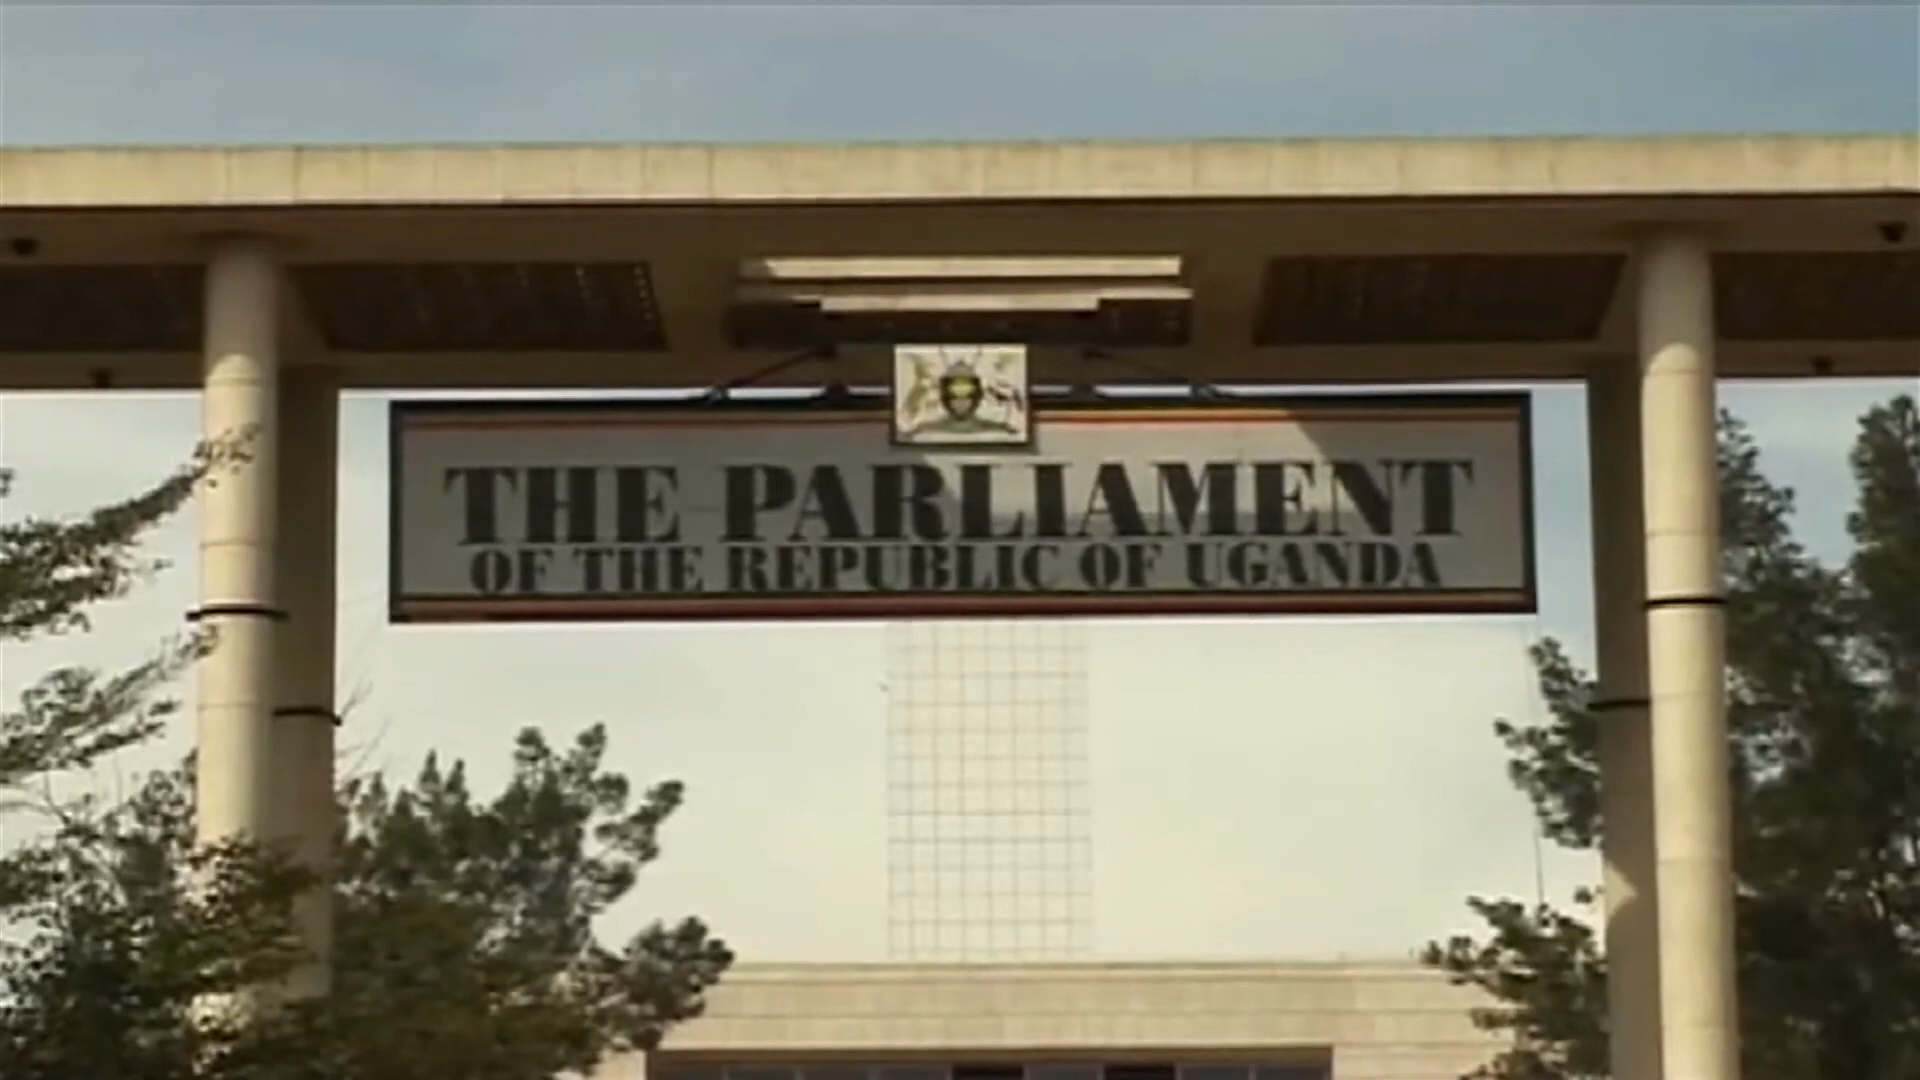 THE PARLIAMENT
OF THE REPUBLIC OF UGANDA